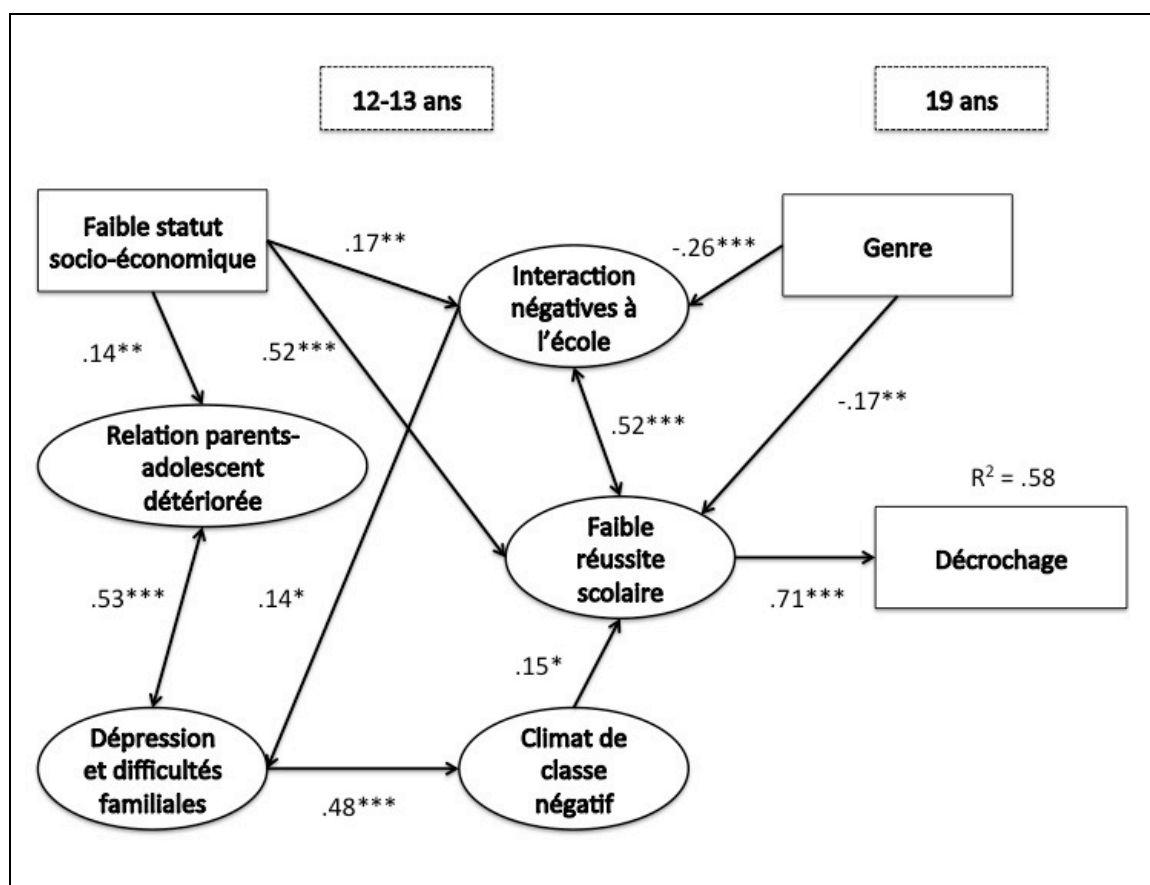 12-13 ans
19 ans
Faible statut
socio-économique
.17**
-.26***
Genre
Interaction
négatives à
l'école
.14**
.52***
Relation parents-
adolescent
détériorée
.52***
-.17**
R² = .58
Faible
réussite
scolaire
Décrochage
.53***
.14*
.71***
.15*
Dépression
et difficultés
familiales
.48***
Climat de
classe
négatif